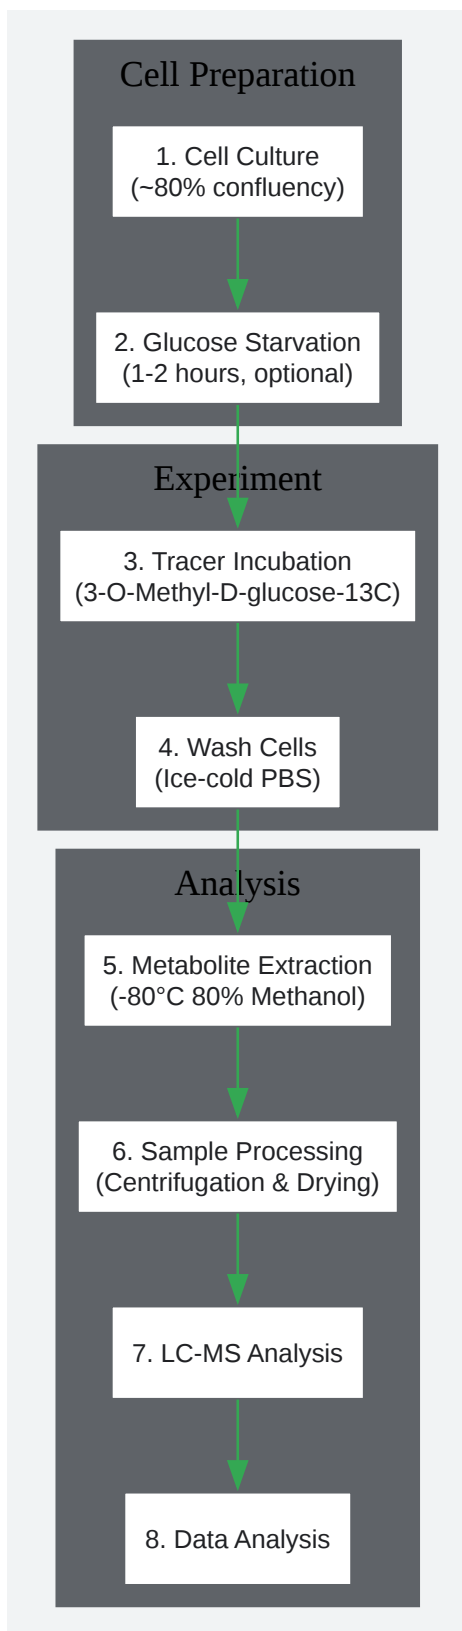 Cell Preparation
1. Cell Culture
(~80% confluency)
2. Glucose Starvation
(1-2 hours, optional)
Experiment
3. Tracer Incubation
(3-O-Methyl-D-glucose-13C)
4. Wash Cells
(Ice-cold PBS)
Analysis
5. Metabolite Extraction
(-80°C 80% Methanol)
6. Sample Processing
(Centrifugation & Drying)
7. LC-MS Analysis
8. Data Analysis